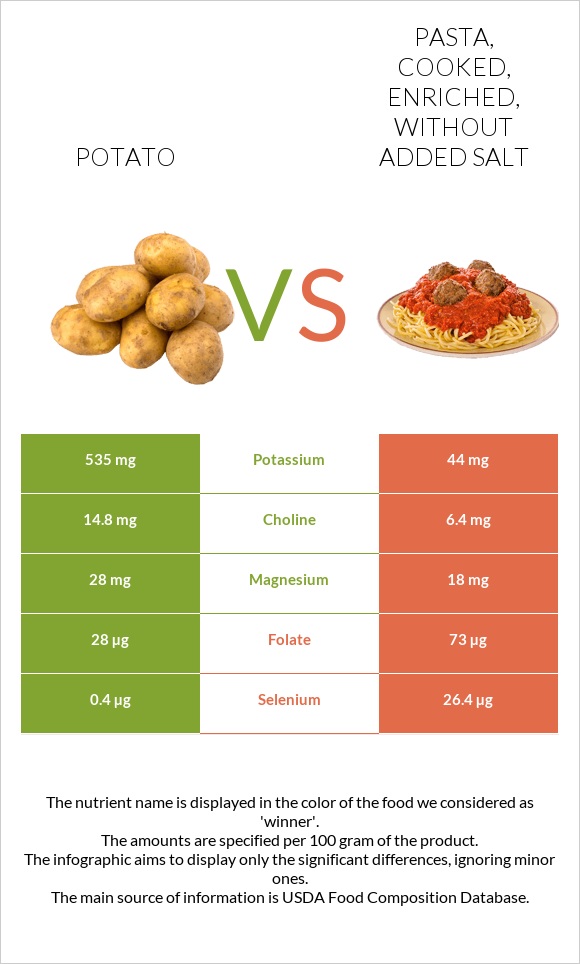 POTATO
PASTA,
COOKED,
ENRICHED,
WITHOUT
ADDED SALT
VS
535 mg Potassium 44 mg
14.8 mg Choline 6.4 mg
28 mg Magnesium 18 mg
28 µg Folate 73 µg
0.4 µg Selenium 26.4 µg
The nutrient name is displayed in the color of the food we considered as
'winner'.
The amounts are specified per 100 gram of the product.
The infographic aims to display only the significant differences, ignoring minor
ones.
The main source of information is USDA Food Composition Database.